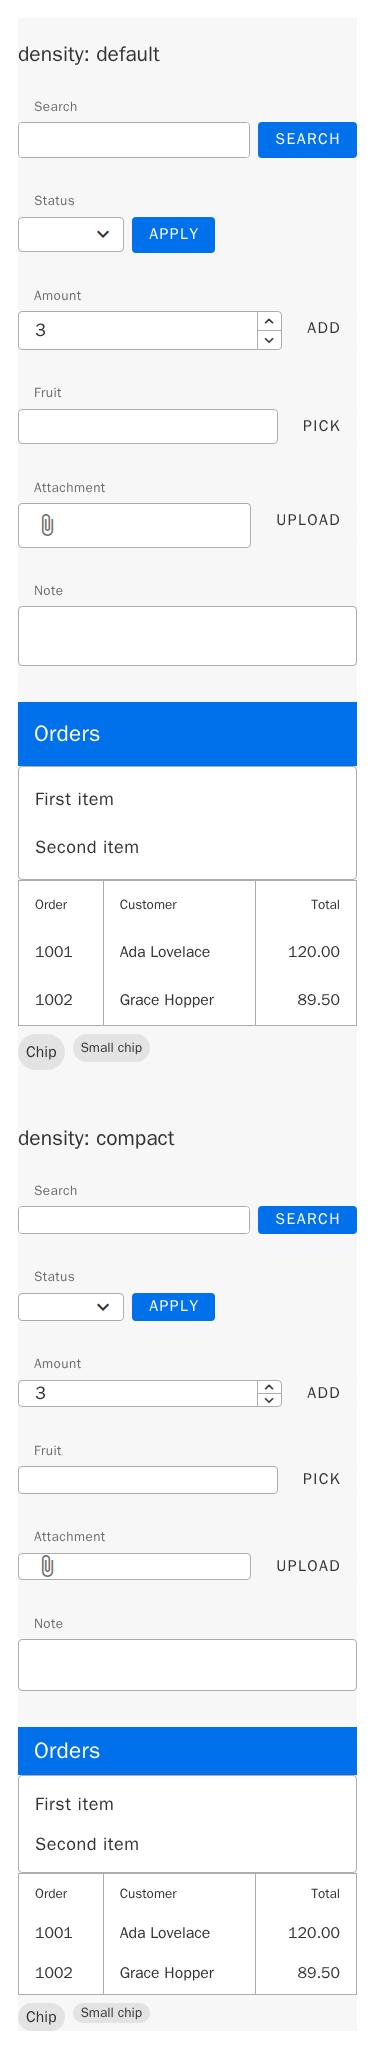 density: default
Search
SEARCH
Status
APPLY
Amount
3
ADD
Fruit
PICK
Attachment
UPLOAD
Note
Orders
First item
Second item
Order Customer Total
1001 Ada Lovelace 120.00
1002 Grace Hopper 89.50
Chip Small chip
density: compact
Search
SEARCH
Status
APPLY
Amount
3 ADD
Fruit
PICK
Attachment
UPLOAD
Note
Orders
First item
Second item
Order Customer Total
1001 Ada Lovelace 120.00
1002 Grace Hopper 89.50
Chip Small chip